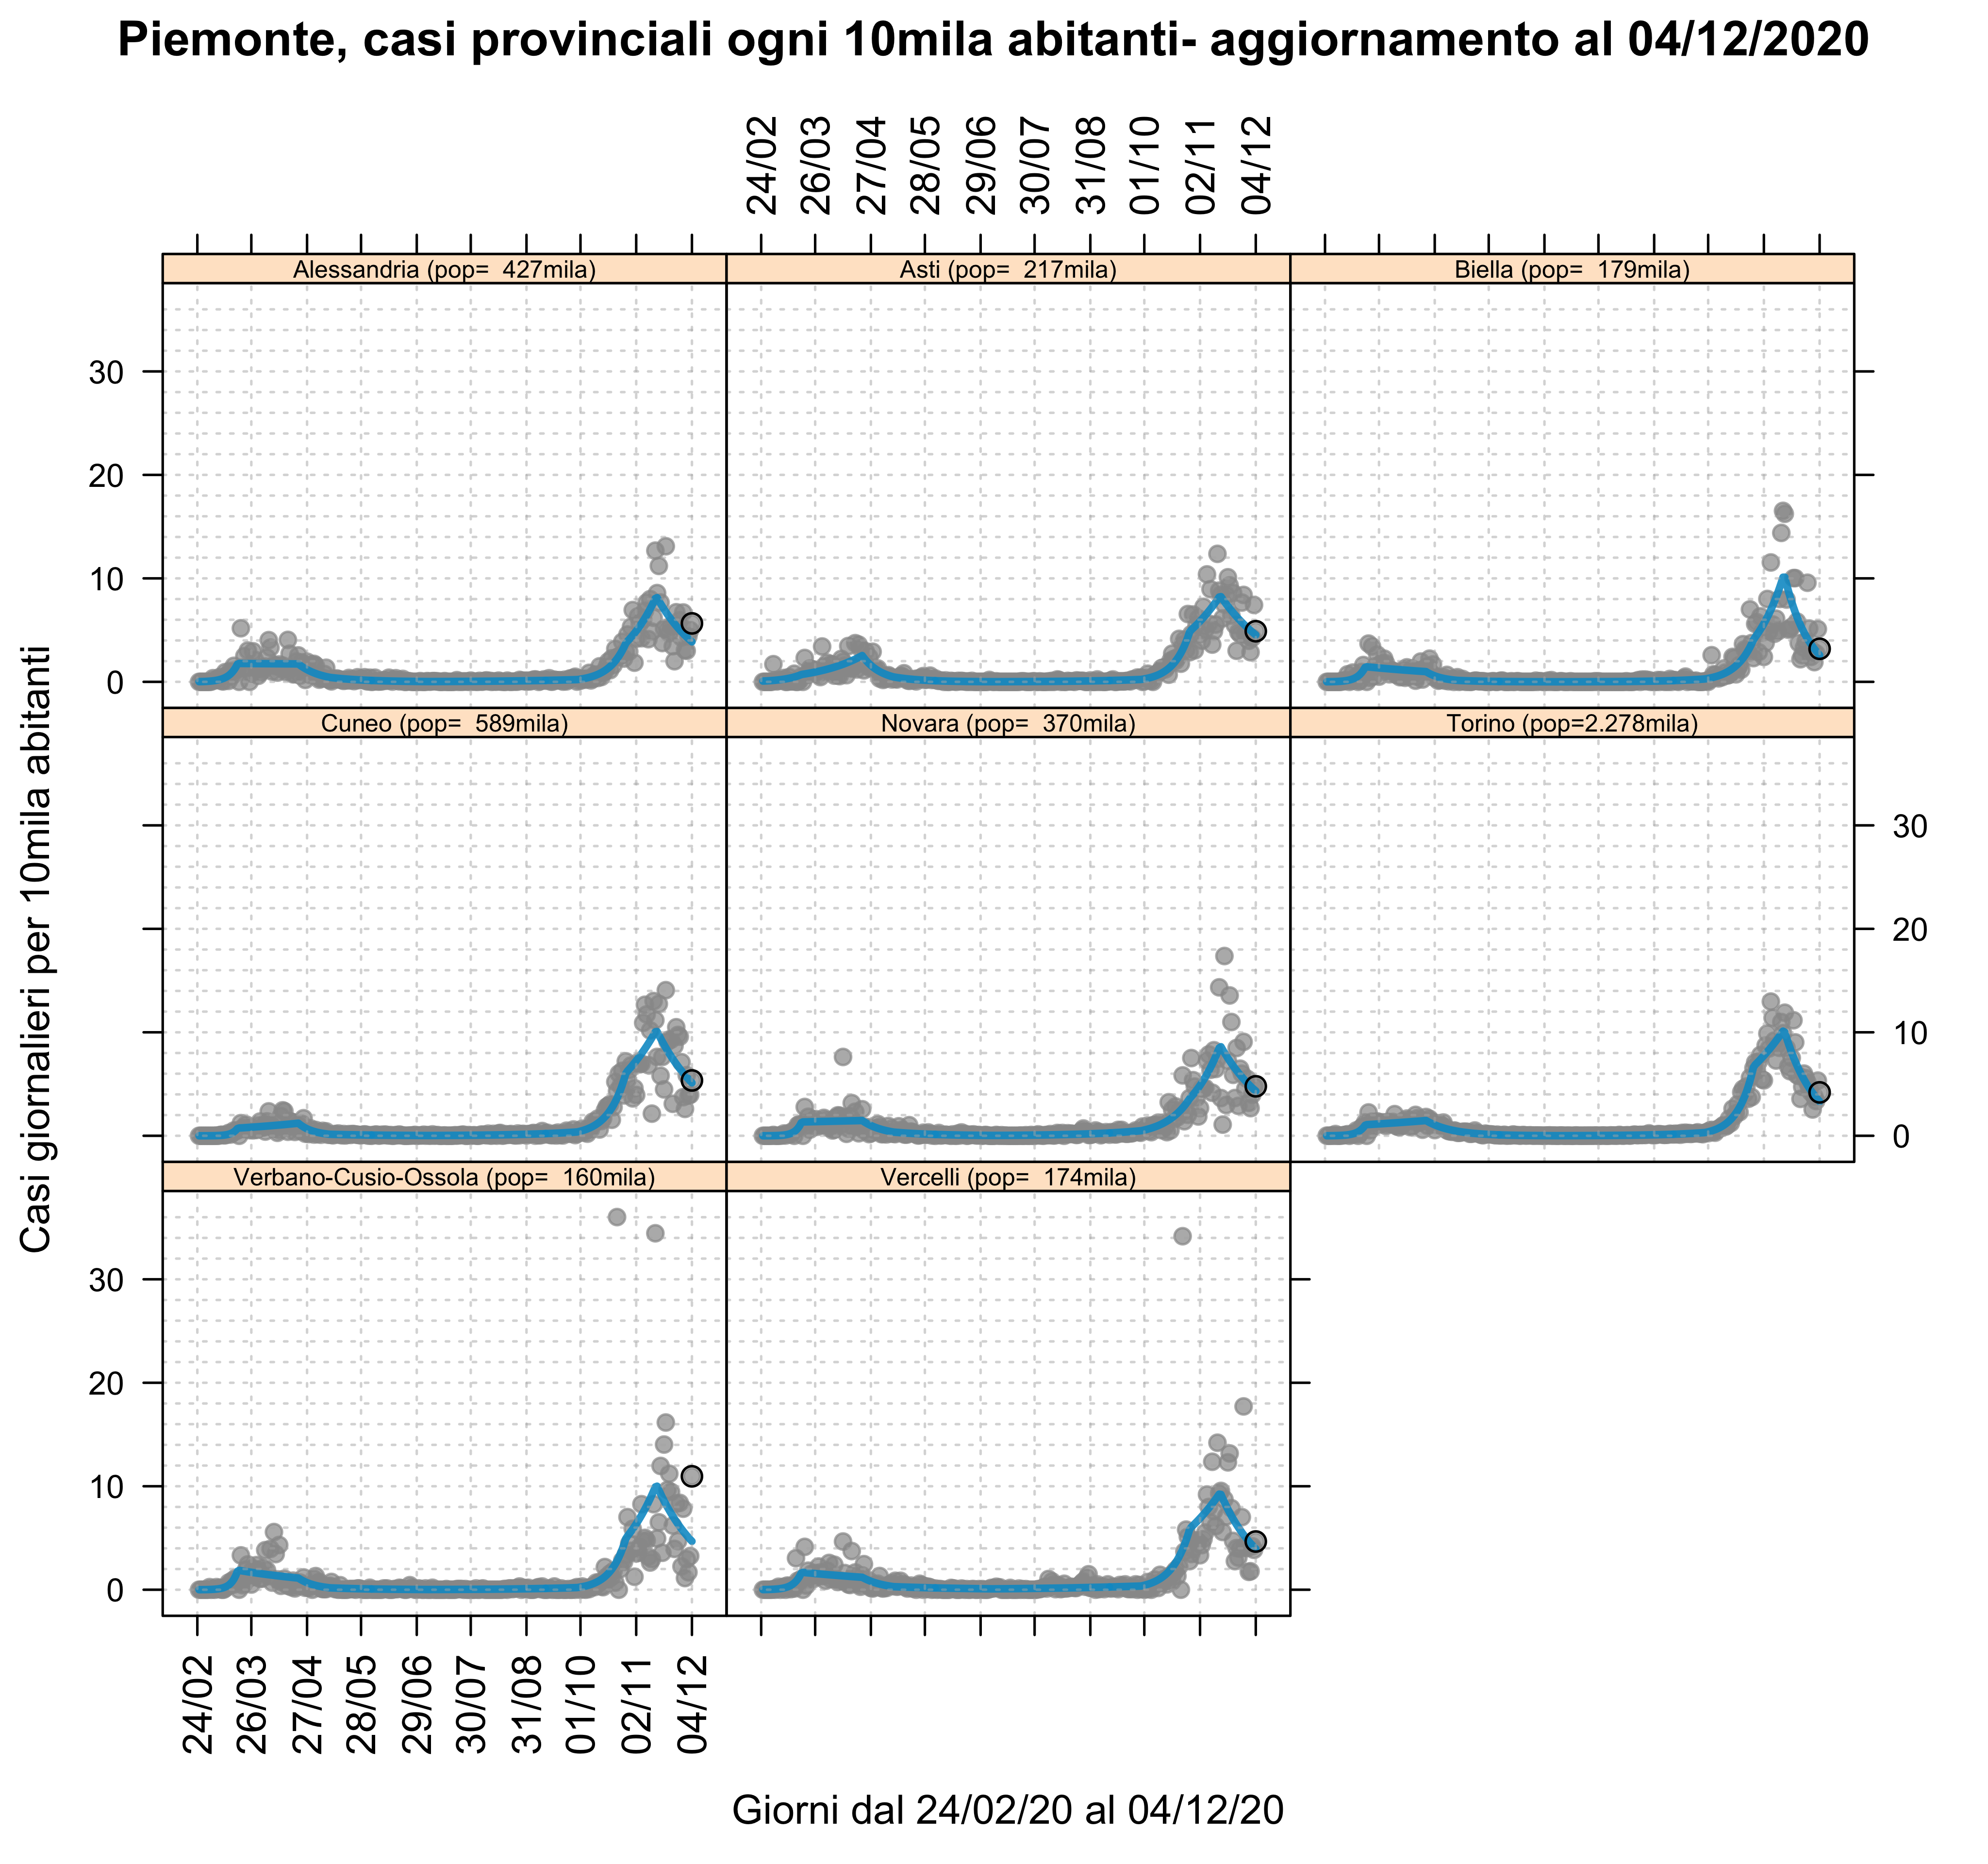 Piemonte, casi provinciali ogni 10mila abitanti- aggiornamento al 04/12/2020
24/02 26/03 27/04 28/05 29/06 30/07 31/08 01/10 02/11 04/12
Alessandria (pop=  427mila)
Asti (pop=  217mila)
Biella (pop=  179mila)
30
20
10
0
Cuneo (pop=  589mila)
Novara (pop=  370mila)
Torino (pop=2.278mila)
30
20
10
0
Verbano-Cusio-Ossola (pop=  160mila)
Vercelli (pop=  174mila)
30
20
10
0
24/02 26/03 27/04 28/05 29/06 30/07 31/08 01/10 02/11 04/12
Casi giornalieri per 10mila abitanti
Giorni dal 24/02/20 al 04/12/20